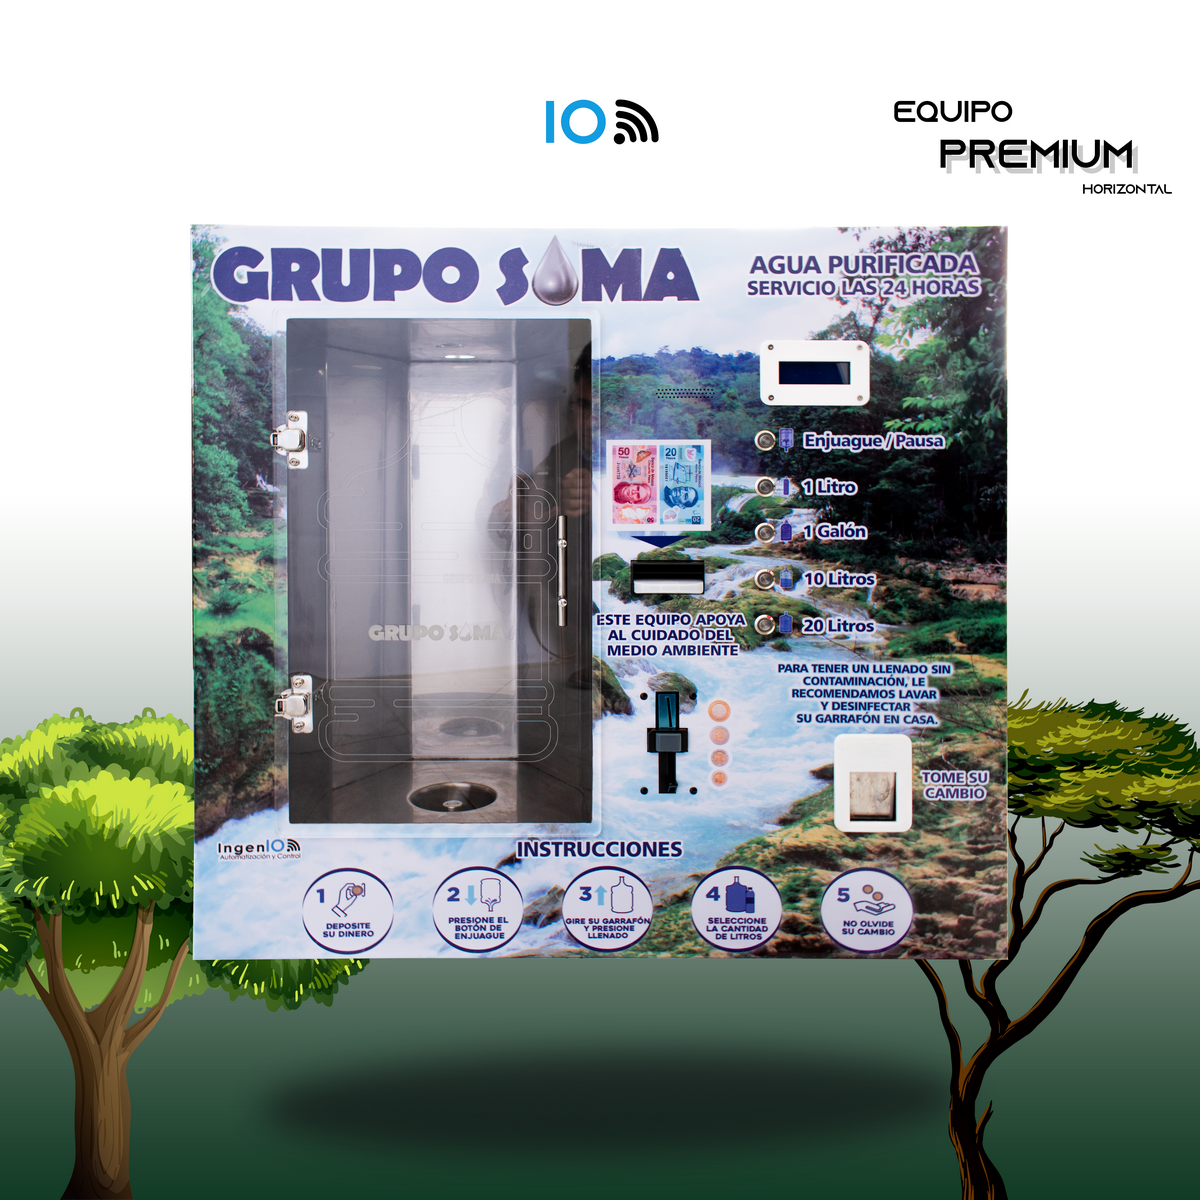 IO
EQUIPO
PREMIUM
HORIZONTAL
GRUPO SOMA
AGUA PURIFICADA
SERVICIO LAS 24 HORAS
Enjuague/Pausa
50
20
1 Litro
1 Galón
10 Litros
20 Litros
ESTE EQUIPO APOYA
AL CUIDADO DEL
MEDIO AMBIENTE
GRUPO SOMA
PARA TENER UN LLENADO SIN
CONTAMINACIÓN, LE
RECOMENDAMOS LAVAR
Y DESINFECTAR
SU GARRAFÓN EN CASA.
TOME SU
CAMBIO
IngenIO
Automatización y Control
INSTRUCCIONES
1
DEPOSITE
SU DINERO
2
PRESIONE EL
BOTÓN DE
ENJUAGUE
3
GIRE SU GARRAFÓN
Y PRESIONE
LLENADO
4
SELECCIONE
LA CANTIDAD
DE LITROS
5
NO OLVIDE
SU CAMBIO